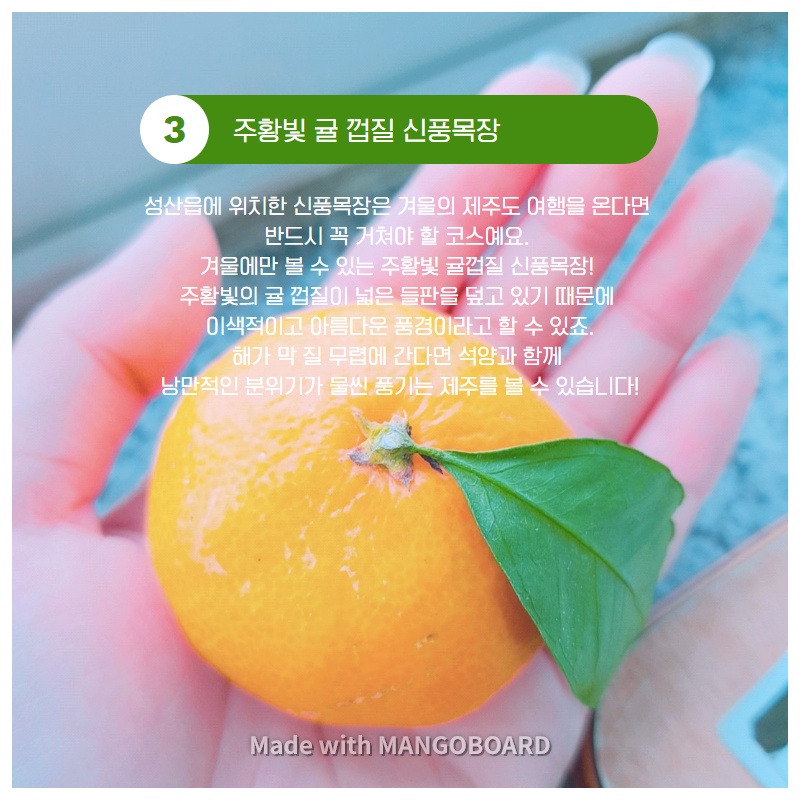 3 주황빛 귤 껍질 신풍목장
성산읍에 위치한 신풍목장은 겨울의 제주도 여행을 온다면
반드시 꼭 거쳐야 할 코스예요.
겨울에만 볼 수 있는 주황빛 귤껍질 신풍목장!
주황빛의 귤 껍질이 넓은 들판을 덮고 있기 때문에
이색적이고 아름다운 풍경이라고 할 수 있죠.
해가 막 질 무렵에 간다면 석양과 함께
낭만적인 분위기가 물씬 풍기는 제주를 볼 수 있습니다!
Made with MANGOBOARD